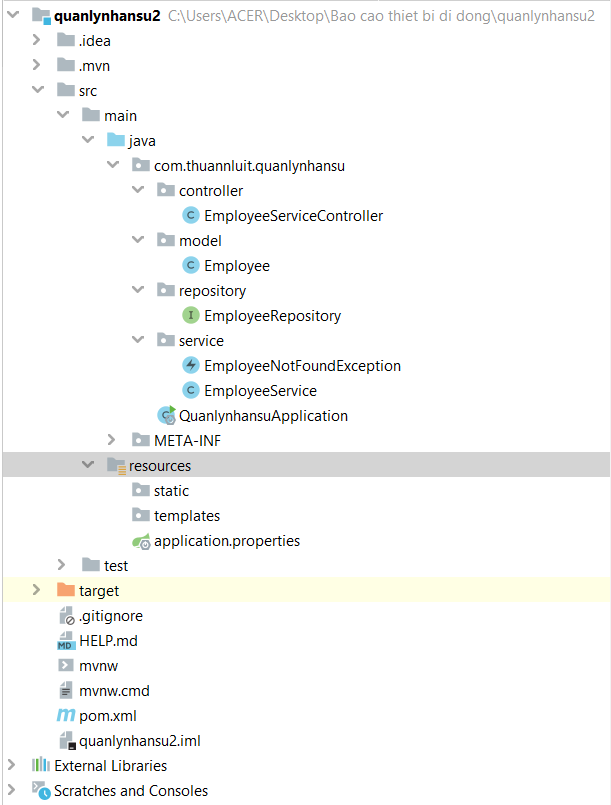 quanlynhansu2 C:\Users\ACER\Desktop\Bao cao thiet bi di dong\quanlynhansu2
.idea
.mvn
src
main
java
com.thuannluit.quanlynhansu
controller
C EmployeeServiceController
model
C Employee
repository
I EmployeeRepository
service
EmployeeNotFoundException
C EmployeeService
C QuanlynhansuApplication
META-INF
resources
static
templates
application.properties
test
target
.gitignore
MD HELP.md
mvnw
mvnw.cmd
m pom.xml
quanlynhansu2.iml
External Libraries
Scratches and Consoles